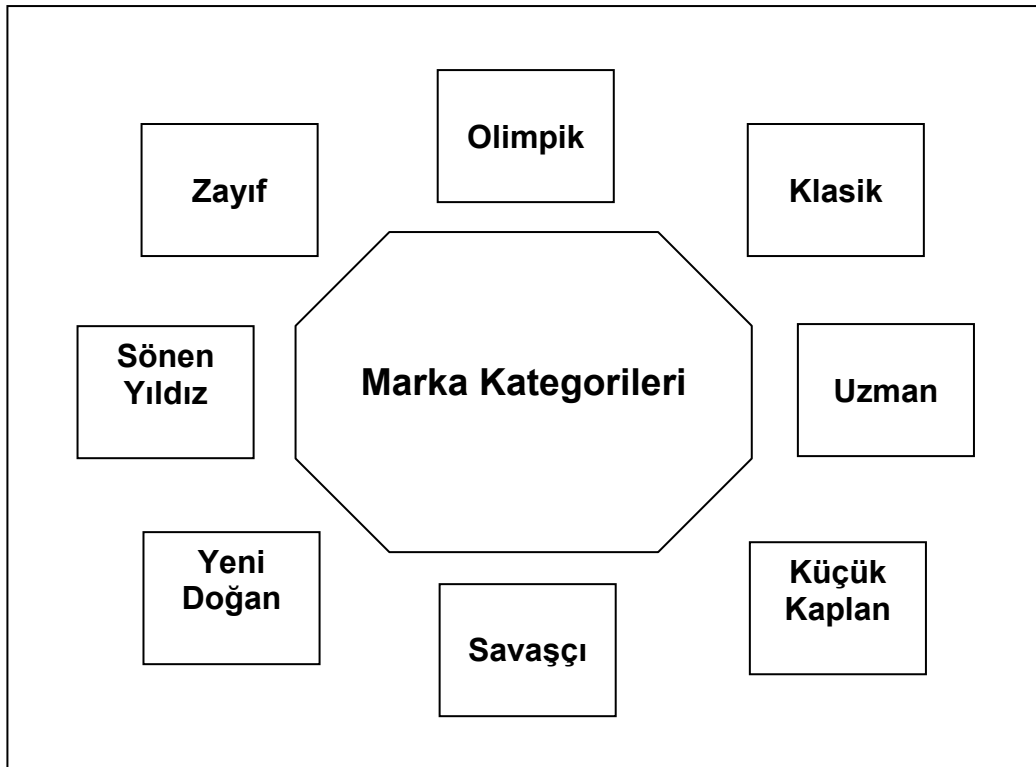 Olimpik
Zayıf
Klasik
Sönen
Yıldız
Marka Kategorileri
Uzman
Yeni
Doğan
Küçük
Kaplan
Savaşçı